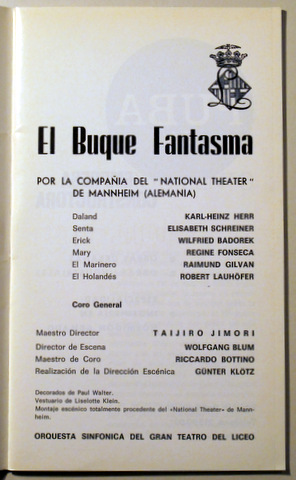 El Buque Fantasma
POR LA COMPAÑIA DEL "NATIONAL THEATER"
DE MANNHEIM (ALEMANIA)
Daland KARL-HEINZ HERR
Senta ELISABETH SCHREINER
Erick WILFRIED BADOREK
Mary REGINE FONSECA
El Marinero RAIMUND GILVAN
El Holandés ROBERT LAUHÖFER
Coro General
Maestro Director TAIJIRO JIMORI
Director de Escena WOLFGANG BLUM
Maestro de Coro RICCARDO BOTTINO
Realización de la Dirección Escénica GÜNTER KLÖTZ
Decorados de Paul Walter.
Vestuario de Liselotte Klein.
Montaje escénico totalmente procedente del «National Theater» de Mann-
heim.
ORQUESTA SINFONICA DEL GRAN TEATRO DEL LICEO